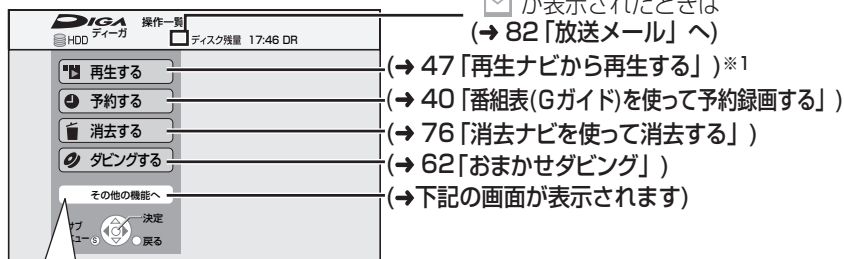 が表示されたときは
(➜ 82「放送メール」へ)
DIGA 操作一覧
ディーガ
HDD ディスク残量 17:46 DR
再生する
(➜ 47「再生ナビから再生する」)※1
予約する
(➜ 40「番組表(Gガイド)を使って予約録画する」)
消去する
(➜ 76「消去ナビを使って消去する」)
ダビングする
(➜ 62「おまかせダビング」)
その他の機能へ
(➜下記の画面が表示されます)
決定
S 戻る